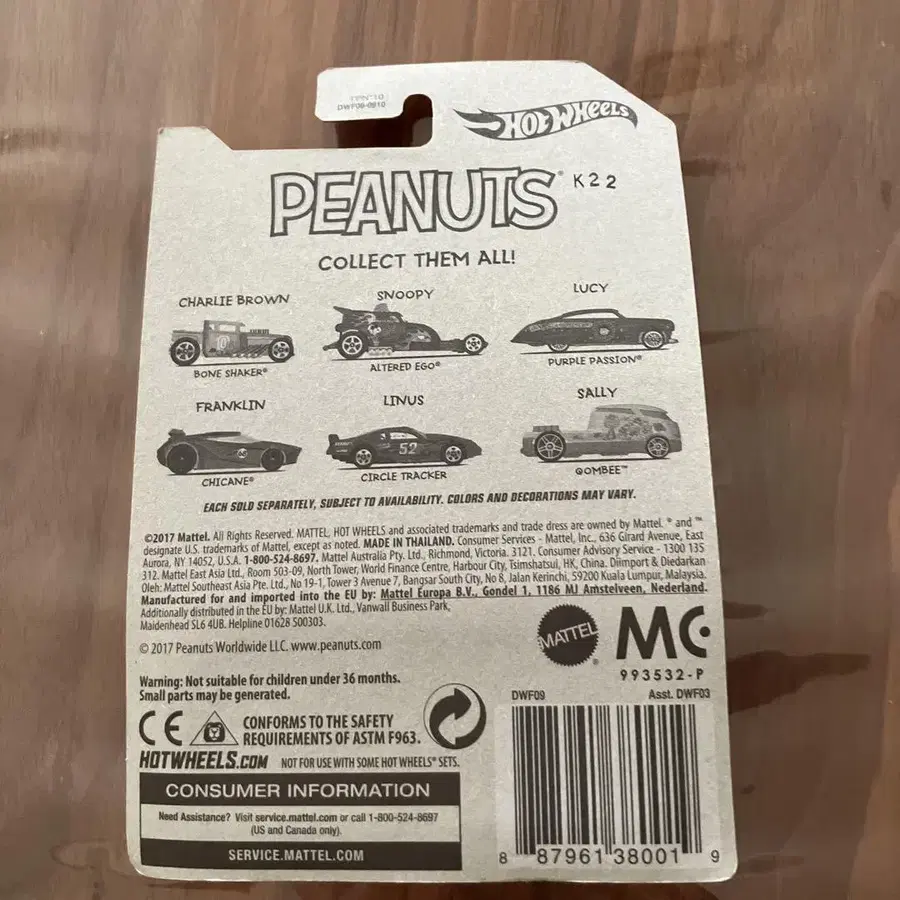 DWF09-0910
HOT WHEELS
PEANUTS® K22
COLLECT THEM ALL!
CHARLIE BROWN
SNOOPY
LUCY
10
BONE SHAKER®
ALTERED EGO®
PURPLE PASSION®
FRANKLIN
LINUS
SALLY
52
CHICANE®
CIRCLE TRACKER
QOMBEE™
EACH SOLD SEPARATELY, SUBJECT TO AVAILABILITY. COLORS AND DECORATIONS MAY VARY.
©2017 Mattel. All Rights Reserved. MATTEL, HOT WHEELS and associated trademarks and trade dress are owned by Mattel. ® and ™
designate U.S. trademarks of Mattel, except as noted. MADE IN THAILAND. Consumer Services - Mattel, Inc., 636 Girard Avenue, East
Aurora, NY 14052, U.S.A. 1-800-524-8697. Mattel Australia Pty. Ltd., Richmond, Victoria. 3121. Consumer Advisory Service - 1300 135
312. Mattel East Asia Ltd., Room 503-09, North Tower, World Finance Centre, Harbour City, Tsimshatsui, HK, China. Diimport & Diedarkan
Oleh: Mattel Southeast Asia Pte. Ltd., No 19-1, Tower 3 Avenue 7, Bangsar South City, No 8, Jalan Kerinchi, 59200 Kuala Lumpur, Malaysia.
Manufactured for and imported into the EU by: Mattel Europa B.V., Gondel 1, 1186 MJ Amstelveen, Nederland.
Additionally distributed in the EU by: Mattel U.K. Ltd., Vanwall Business Park,
Maidenhead SL6 4UB. Helpline 01628 500303.
© 2017 Peanuts Worldwide LLC. www.peanuts.com
MATTEL®
MC
993532-P
Warning: Not suitable for children under 36 months.
Small parts may be generated.
DWF09
Asst. DWF03
CE
CONFORMS TO THE SAFETY
REQUIREMENTS OF ASTM F963.
HOTWHEELS.COM NOT FOR USE WITH SOME HOT WHEELS® SETS.
CONSUMER INFORMATION
Need Assistance? Visit service.mattel.com or call 1-800-524-8697
(US and Canada only).
SERVICE.MATTEL.COM
8 87961 38001 9